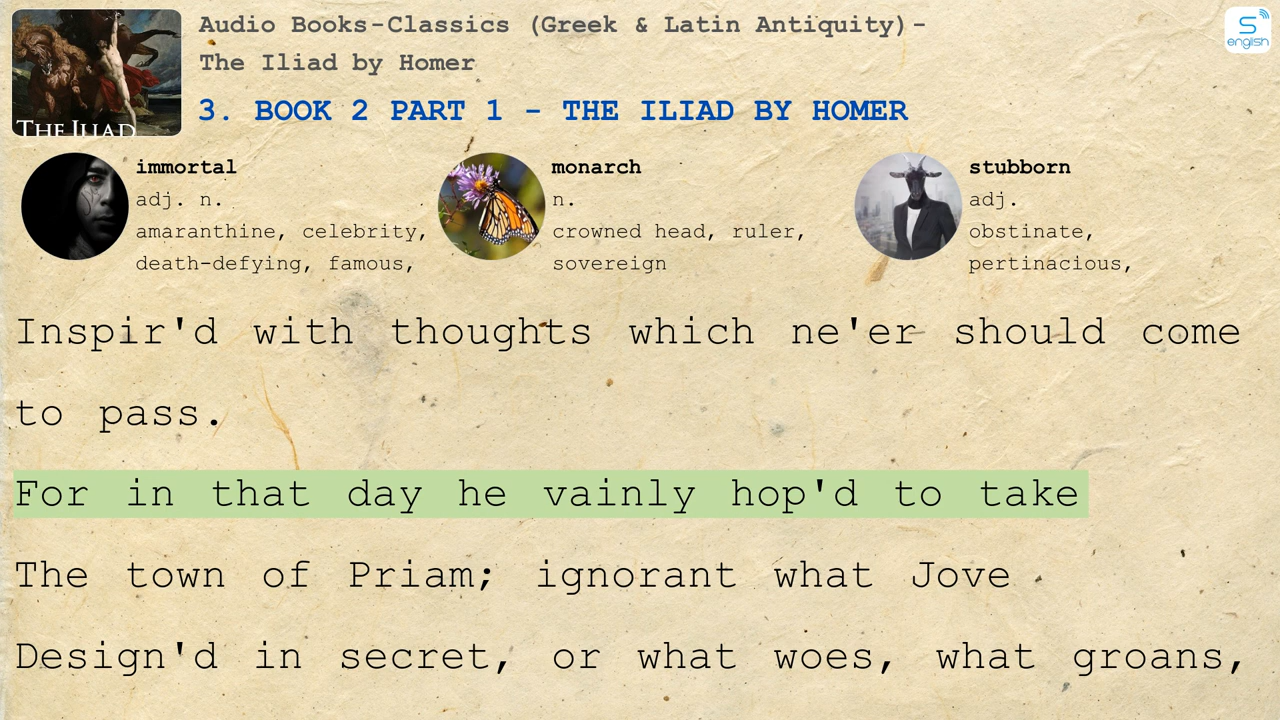 Audio Books-Classics (Greek & Latin Antiquity)-
The Iliad by Homer
3. BOOK 2 PART 1 - THE ILIAD BY HOMER
THE ILIAD
S
english
immortal
adj. n.
amaranthine, celebrity,
death-defying, famous,
monarch
n.
crowned head, ruler,
sovereign
stubborn
adj.
obstinate,
pertinacious,
Inspir'd with thoughts which ne'er should come
to pass.
For in that day he vainly hop'd to take
The town of Priam; ignorant what Jove
Design'd in secret, or what woes, what groans,